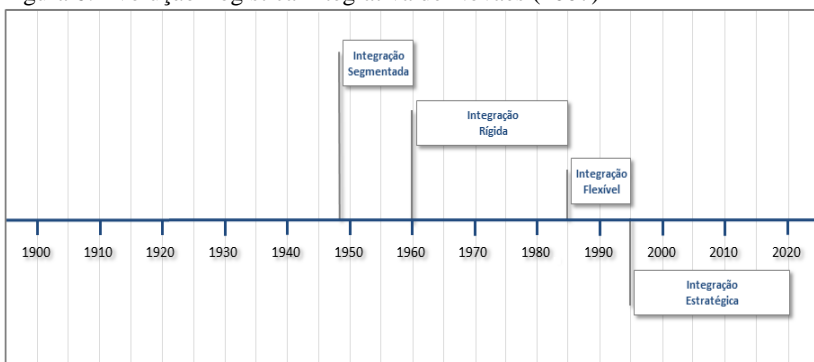 Integração
Segmentada
Integração
Rígida
Integração
Flexível
1900 1910 1920 1930 1940 1950 1960 1970 1980 1990 2000 2010 2020
Integração
Estratégica